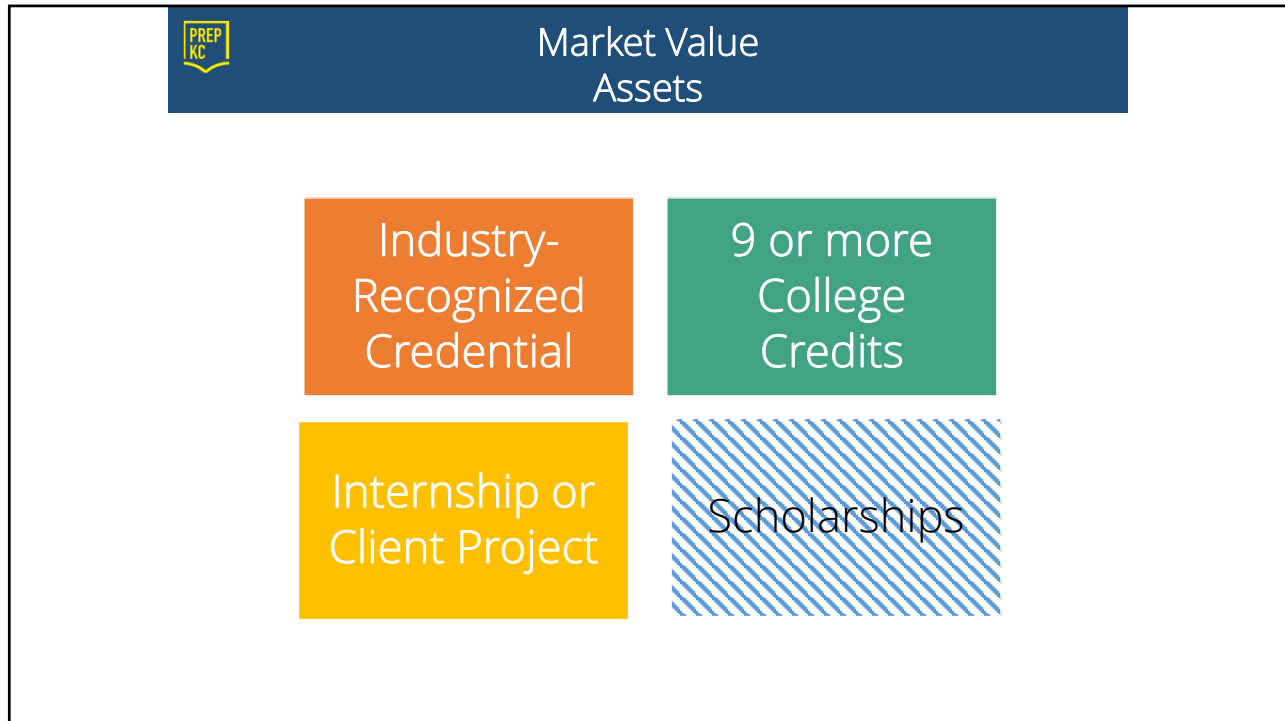 PREP
KC
Market Value
Assets
Industry-
Recognized
Credential
9 or more
College
Credits
Internship or
Client Project
Scholarships